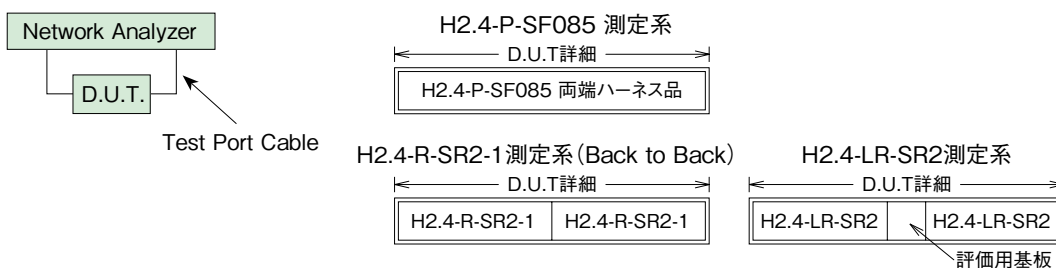 Network Analyzer
D.U.T.
Test Port Cable
H2.4-P-SF085 測定系
D.U.T詳細
H2.4-P-SF085 両端ハーネス品
H2.4-R-SR2-1測定系(Back to Back)
D.U.T詳細
H2.4-R-SR2-1 H2.4-R-SR2-1
H2.4-LR-SR2測定系
D.U.T詳細
H2.4-LR-SR2 H2.4-LR-SR2
評価用基板